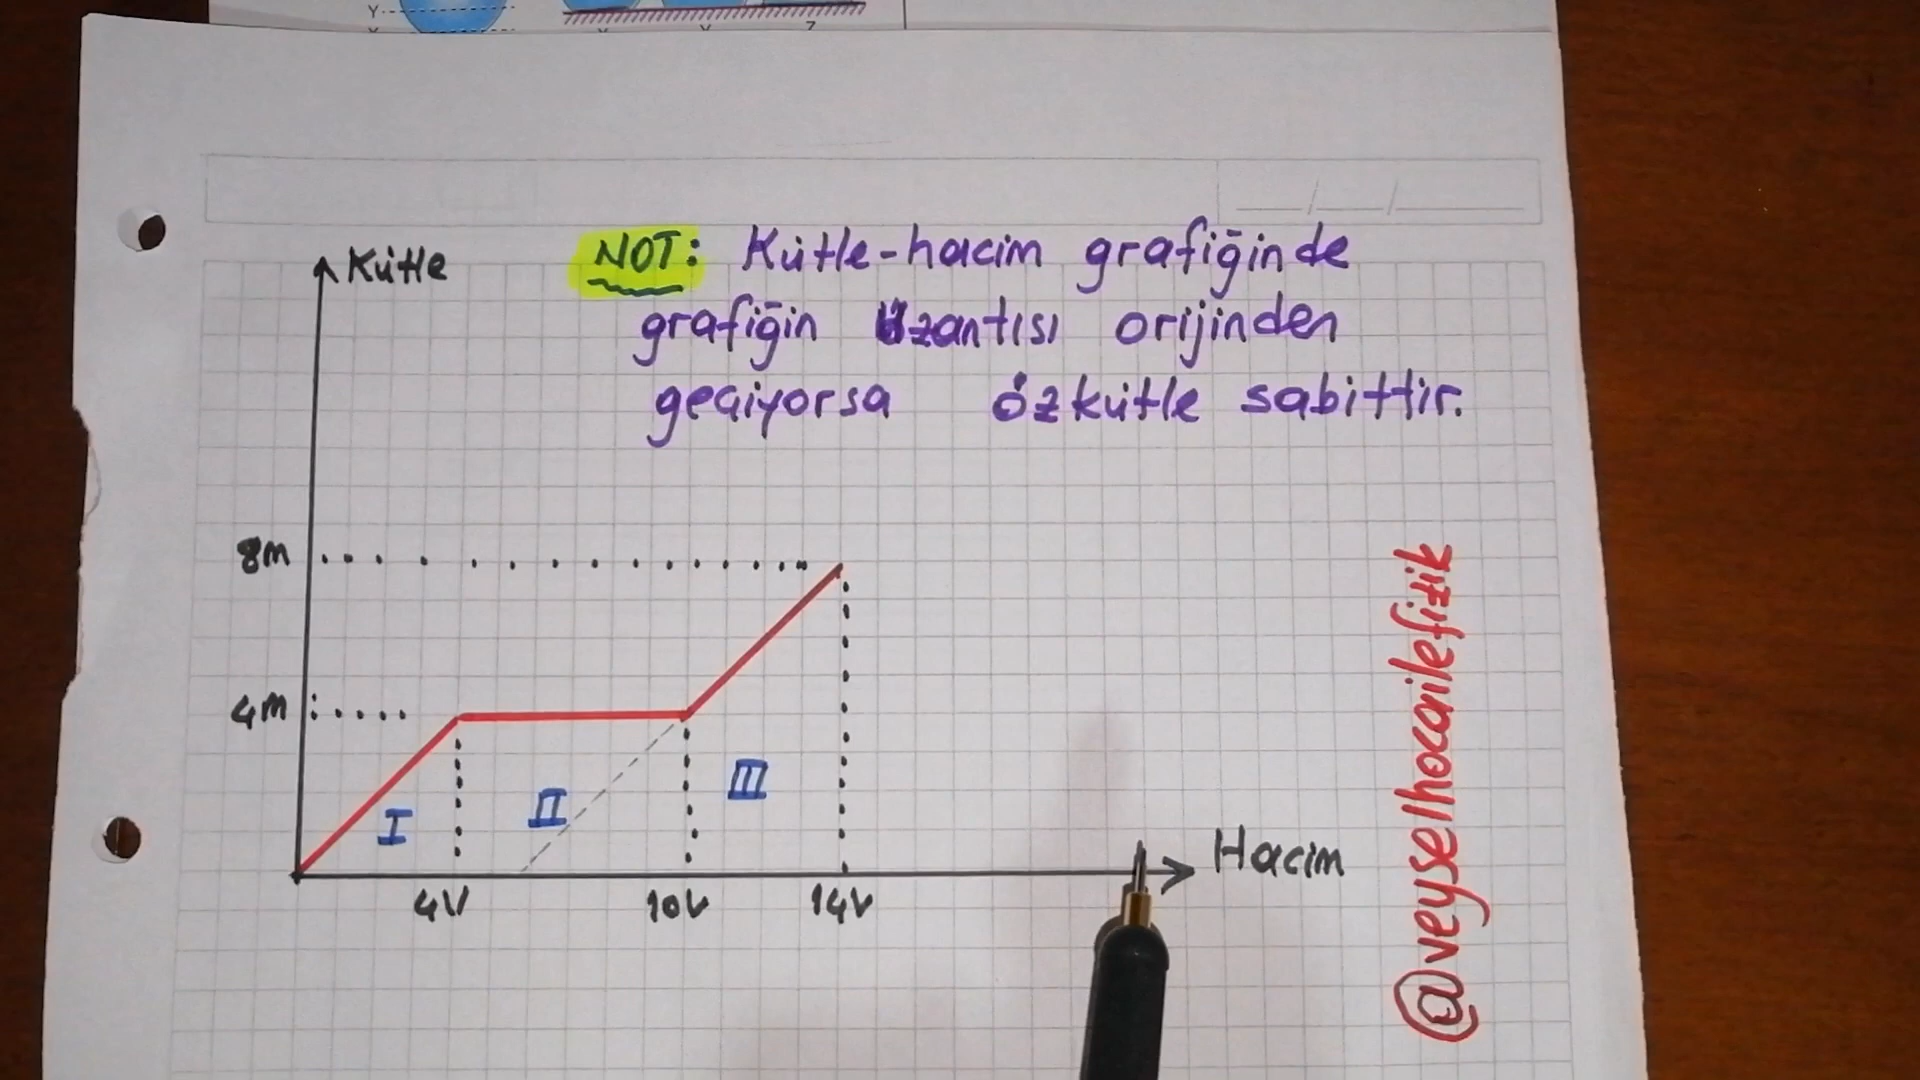 Y
X
X
Y
Z
Kütle
NOT: Kütle-hacim grafiğinde
grafiğin Uzantısı orijinden
geçiyorsa özkütle sabittir.
8m
4m
I
II
III
4V
10V
14V
Hacim
@veyselhocanilefizik